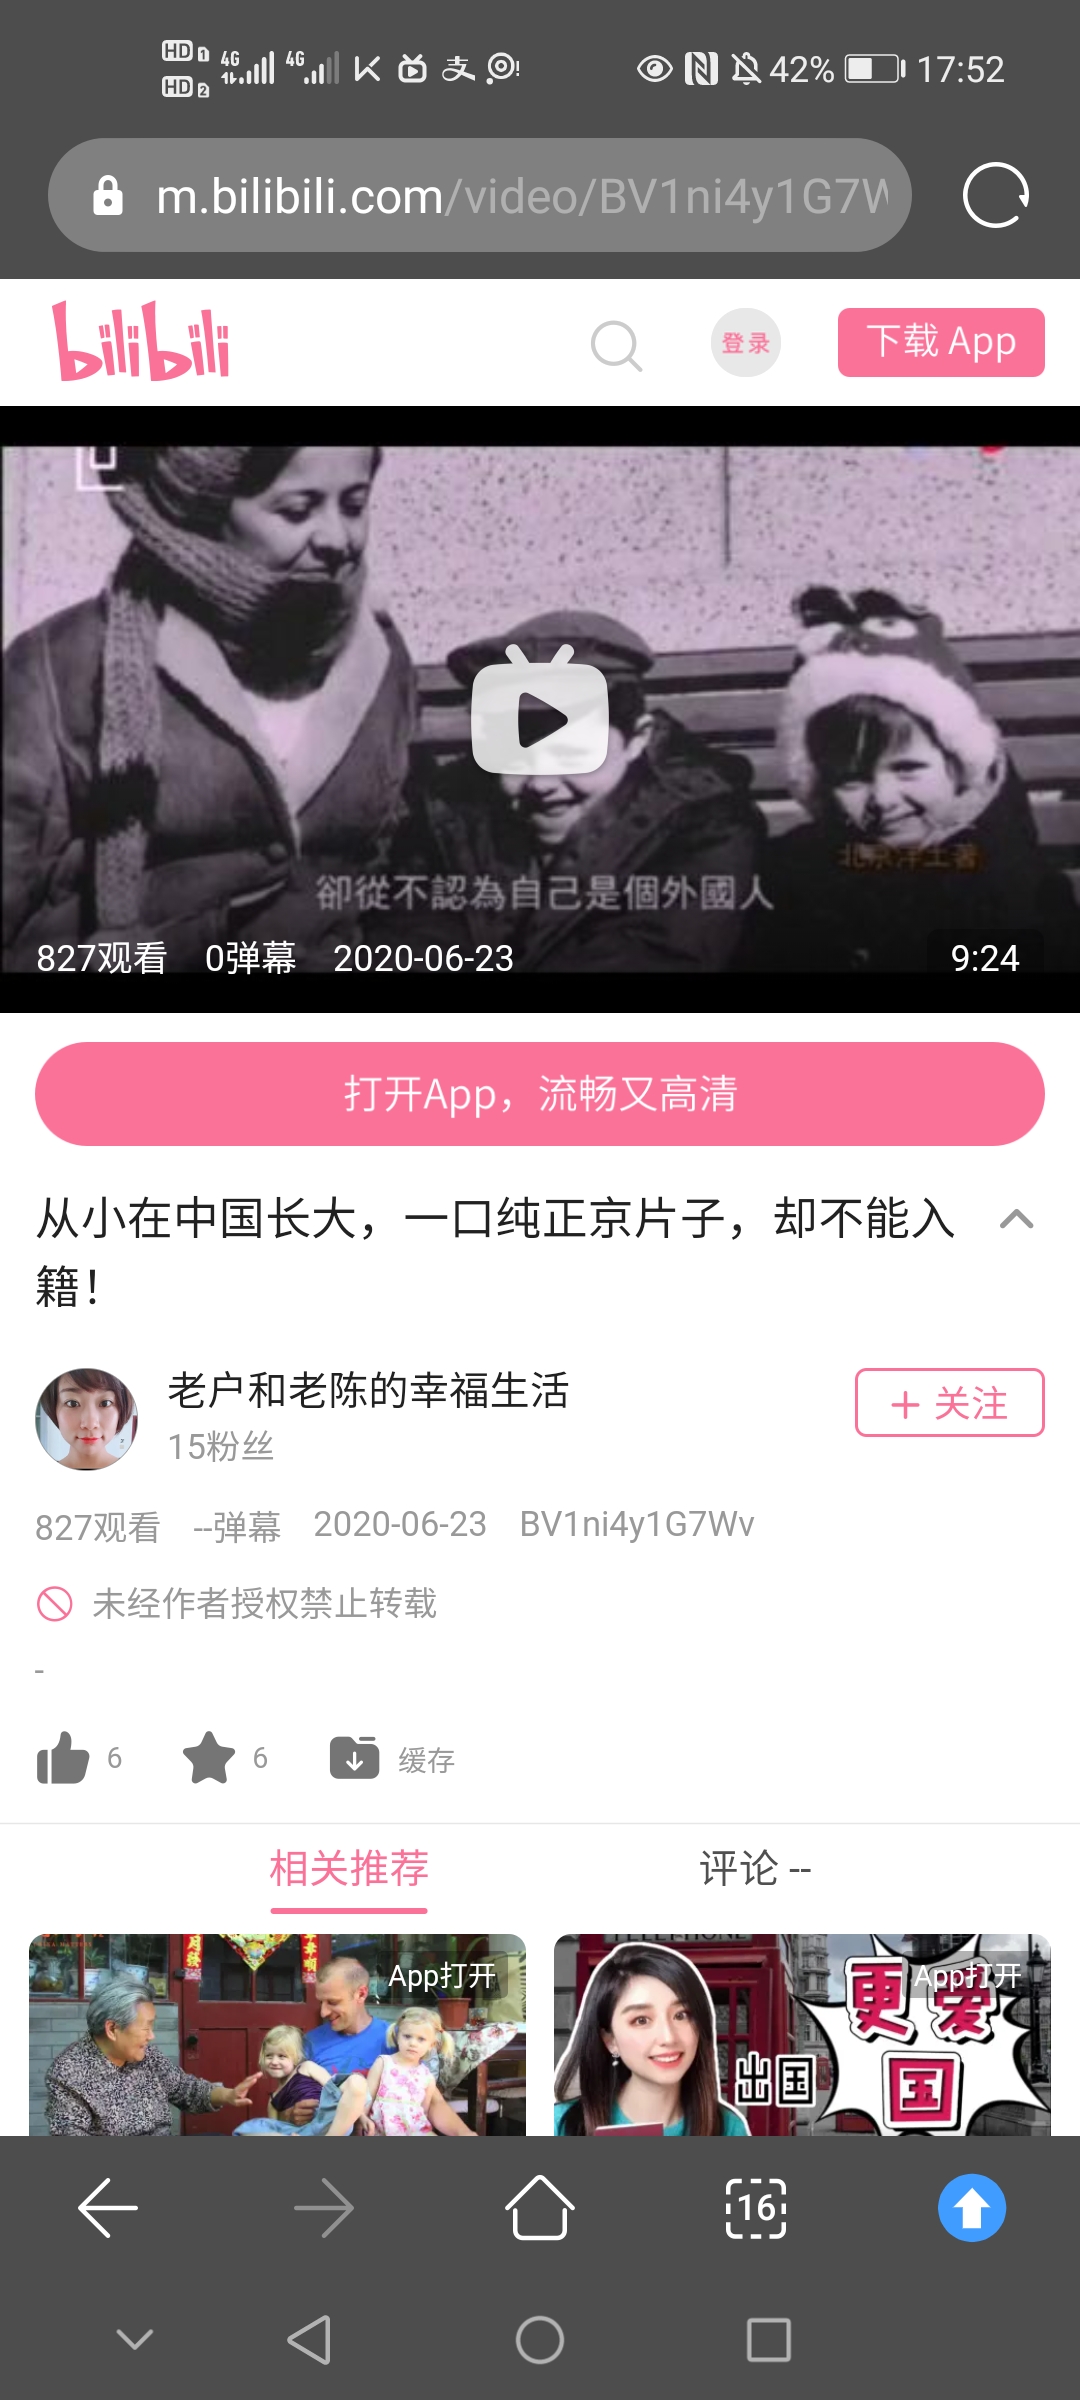 HD 1 4G 4G 支 42% 17:52
HD 2
m.bilibili.com/video/BV1ni4y1G7W
bilibili 登录 下载 App
北京洋土著
卻從不認為自己是個外國人
827观看 0弹幕 2020-06-23 9:24
打开App，流畅又高清
从小在中国长大，一口纯正京片子，却不能入
籍！
老户和老陈的幸福生活
15粉丝
+ 关注
827观看 --弹幕 2020-06-23 BV1ni4y1G7Wv
未经作者授权禁止转载
-
6 6 缓存
相关推荐 评论 --
TELEPHONE
App打开 App打开
更爱
出国
国
16